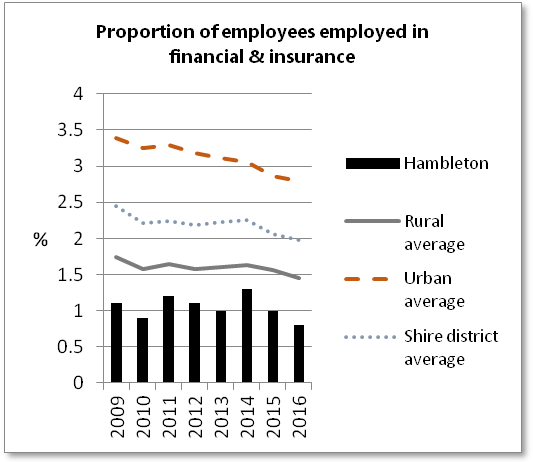 Proportion of employees employed in
financial & insurance
4
3.5
3
2.5
2
1.5
1
0.5
0
%
2009
2010
2011
2012
2013
2014
2015
2016
Hambleton
Rural
average
Urban
average
Shire district
average